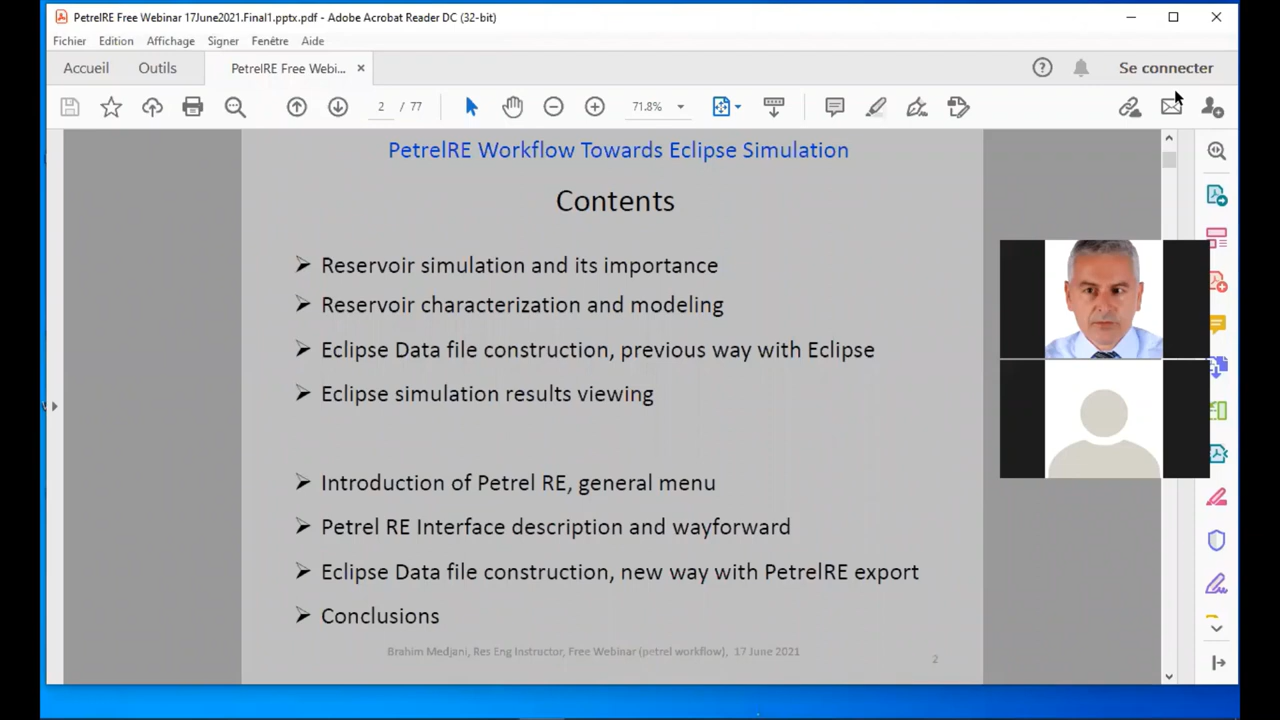 PetrelRE Free Webinar 17June2021.Final1.pptx.pdf - Adobe Acrobat Reader DC (32-bit)
Fichier Edition Affichage Signer Fenêtre Aide
Accueil Outils PetrelRE Free Webi... × Se connecter
2 / 77 71.8%
PetrelRE Workflow Towards Eclipse Simulation
Contents
➢ Reservoir simulation and its importance
➢ Reservoir characterization and modeling
➢ Eclipse Data file construction, previous way with Eclipse
➢ Eclipse simulation results viewing
➢ Introduction of Petrel RE, general menu
➢ Petrel RE Interface description and wayforward
➢ Eclipse Data file construction, new way with PetrelRE export
➢ Conclusions
Brahim Medjani, Res Eng Instructor, Free Webinar (petrel workflow), 17 June 2021
2